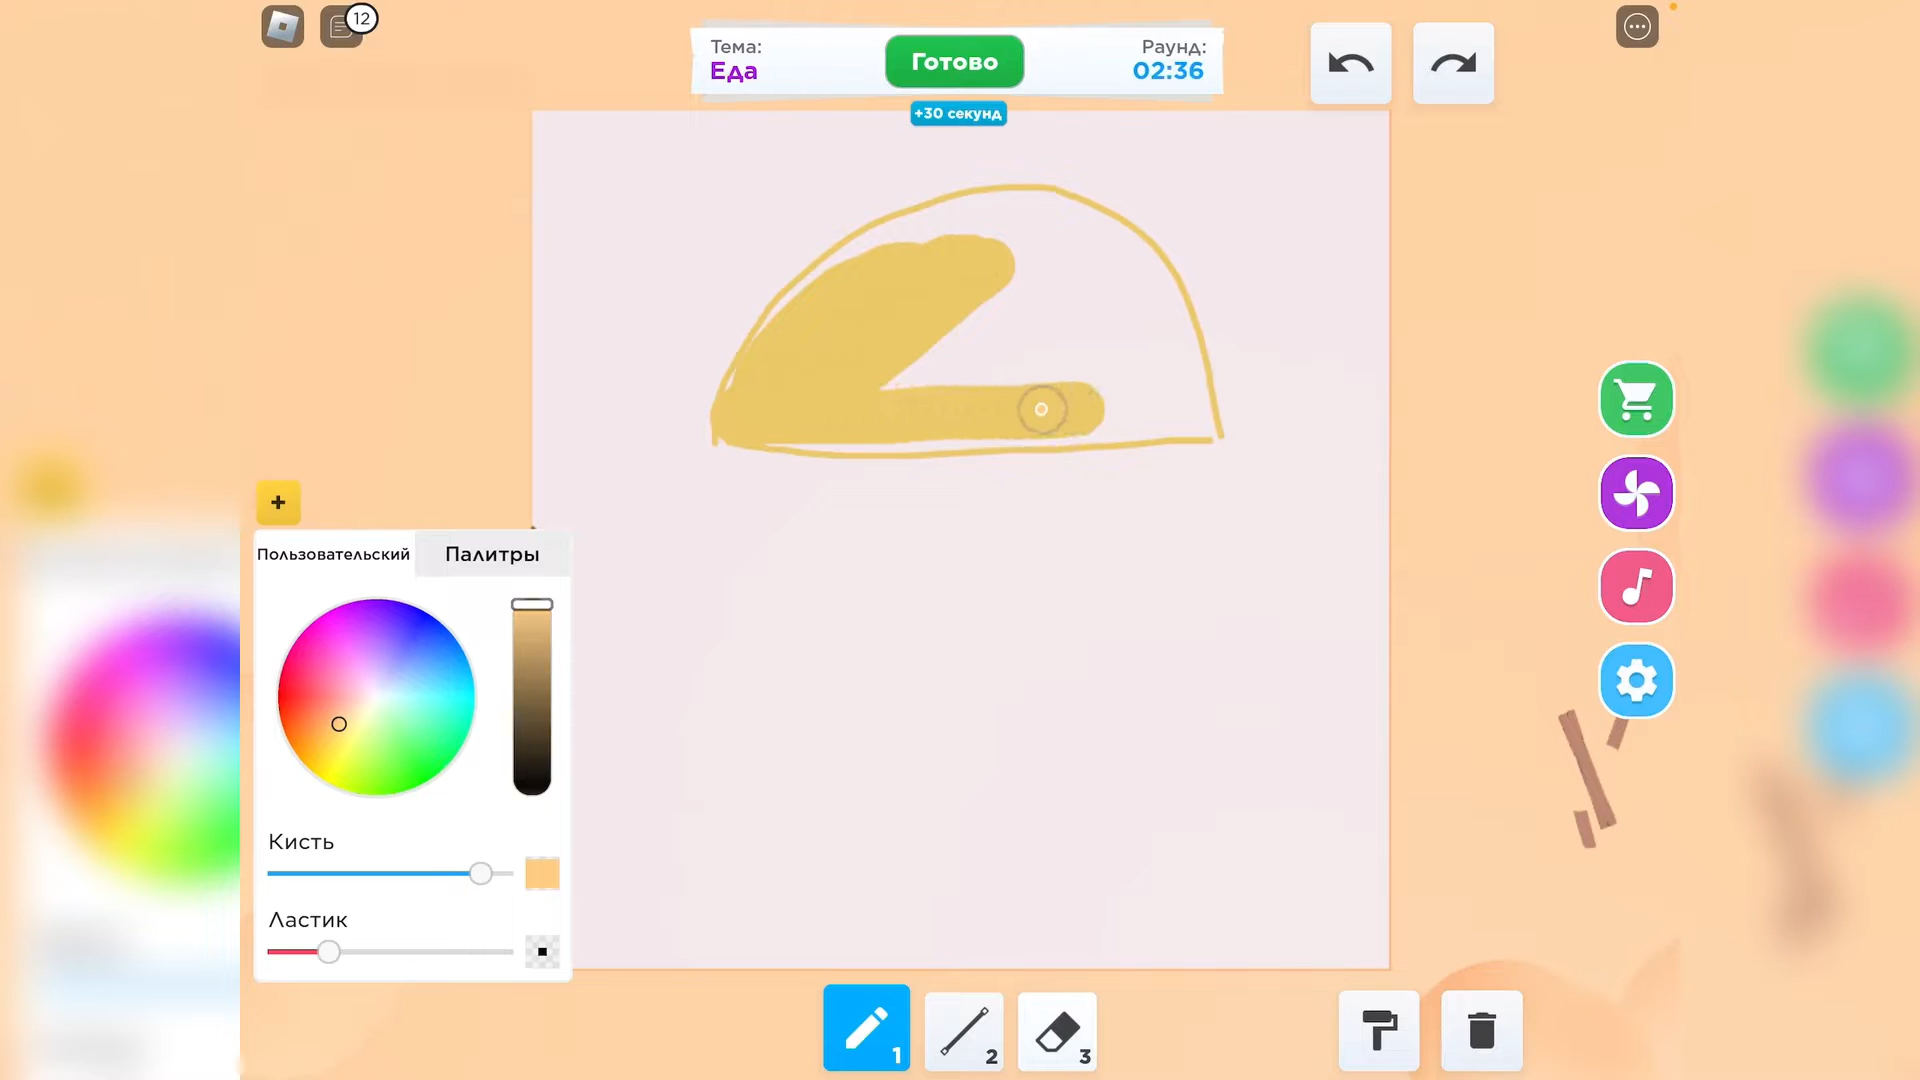 12
Тема:
Еда
Готово
Раунд:
02:36
+30 секунд
+
Пользовательский
Палитры
Кисть
Ластик
1
2
3